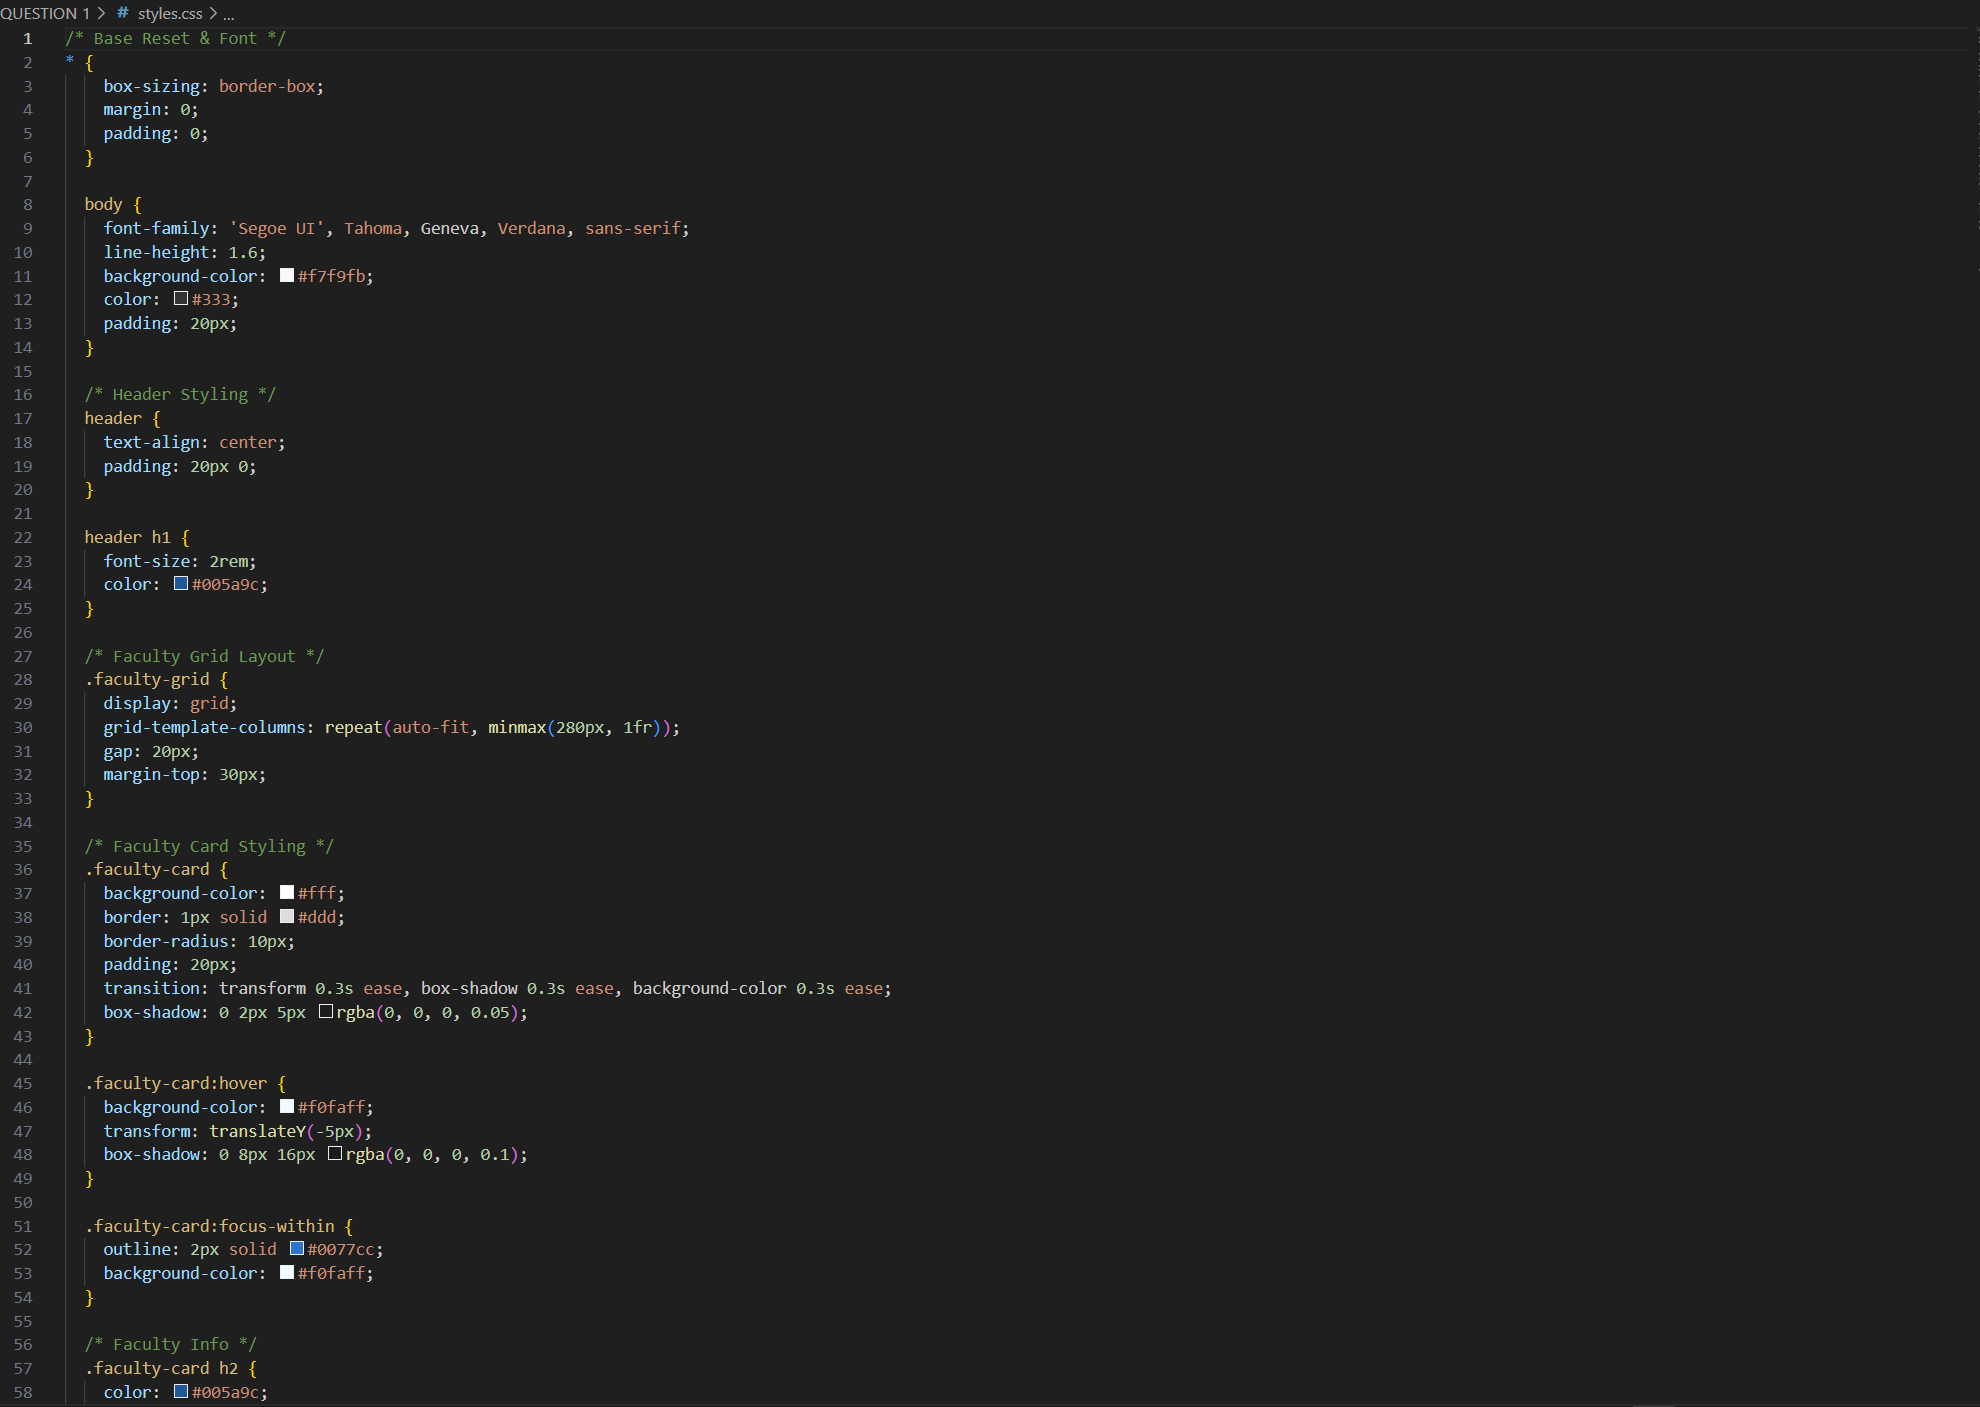 QUESTION 1 > # styles.css > ...
1 /* Base Reset & Font */
2 * {
3 box-sizing: border-box;
4 margin: 0;
5 padding: 0;
6 }
7
8 body {
9 font-family: 'Segoe UI', Tahoma, Geneva, Verdana, sans-serif;
10 line-height: 1.6;
11 background-color: #f7f9fb;
12 color: #333;
13 padding: 20px;
14 }
15
16 /* Header Styling */
17 header {
18 text-align: center;
19 padding: 20px 0;
20 }
21
22 header h1 {
23 font-size: 2rem;
24 color: #005a9c;
25 }
26
27 /* Faculty Grid Layout */
28 .faculty-grid {
29 display: grid;
30 grid-template-columns: repeat(auto-fit, minmax(280px, 1fr));
31 gap: 20px;
32 margin-top: 30px;
33 }
34
35 /* Faculty Card Styling */
36 .faculty-card {
37 background-color: #fff;
38 border: 1px solid #ddd;
39 border-radius: 10px;
40 padding: 20px;
41 transition: transform 0.3s ease, box-shadow 0.3s ease, background-color 0.3s ease;
42 box-shadow: 0 2px 5px rgba(0, 0, 0, 0.05);
43 }
44
45 .faculty-card:hover {
46 background-color: #f0faff;
47 transform: translateY(-5px);
48 box-shadow: 0 8px 16px rgba(0, 0, 0, 0.1);
49 }
50
51 .faculty-card:focus-within {
52 outline: 2px solid #0077cc;
53 background-color: #f0faff;
54 }
55
56 /* Faculty Info */
57 .faculty-card h2 {
58 color: #005a9c;